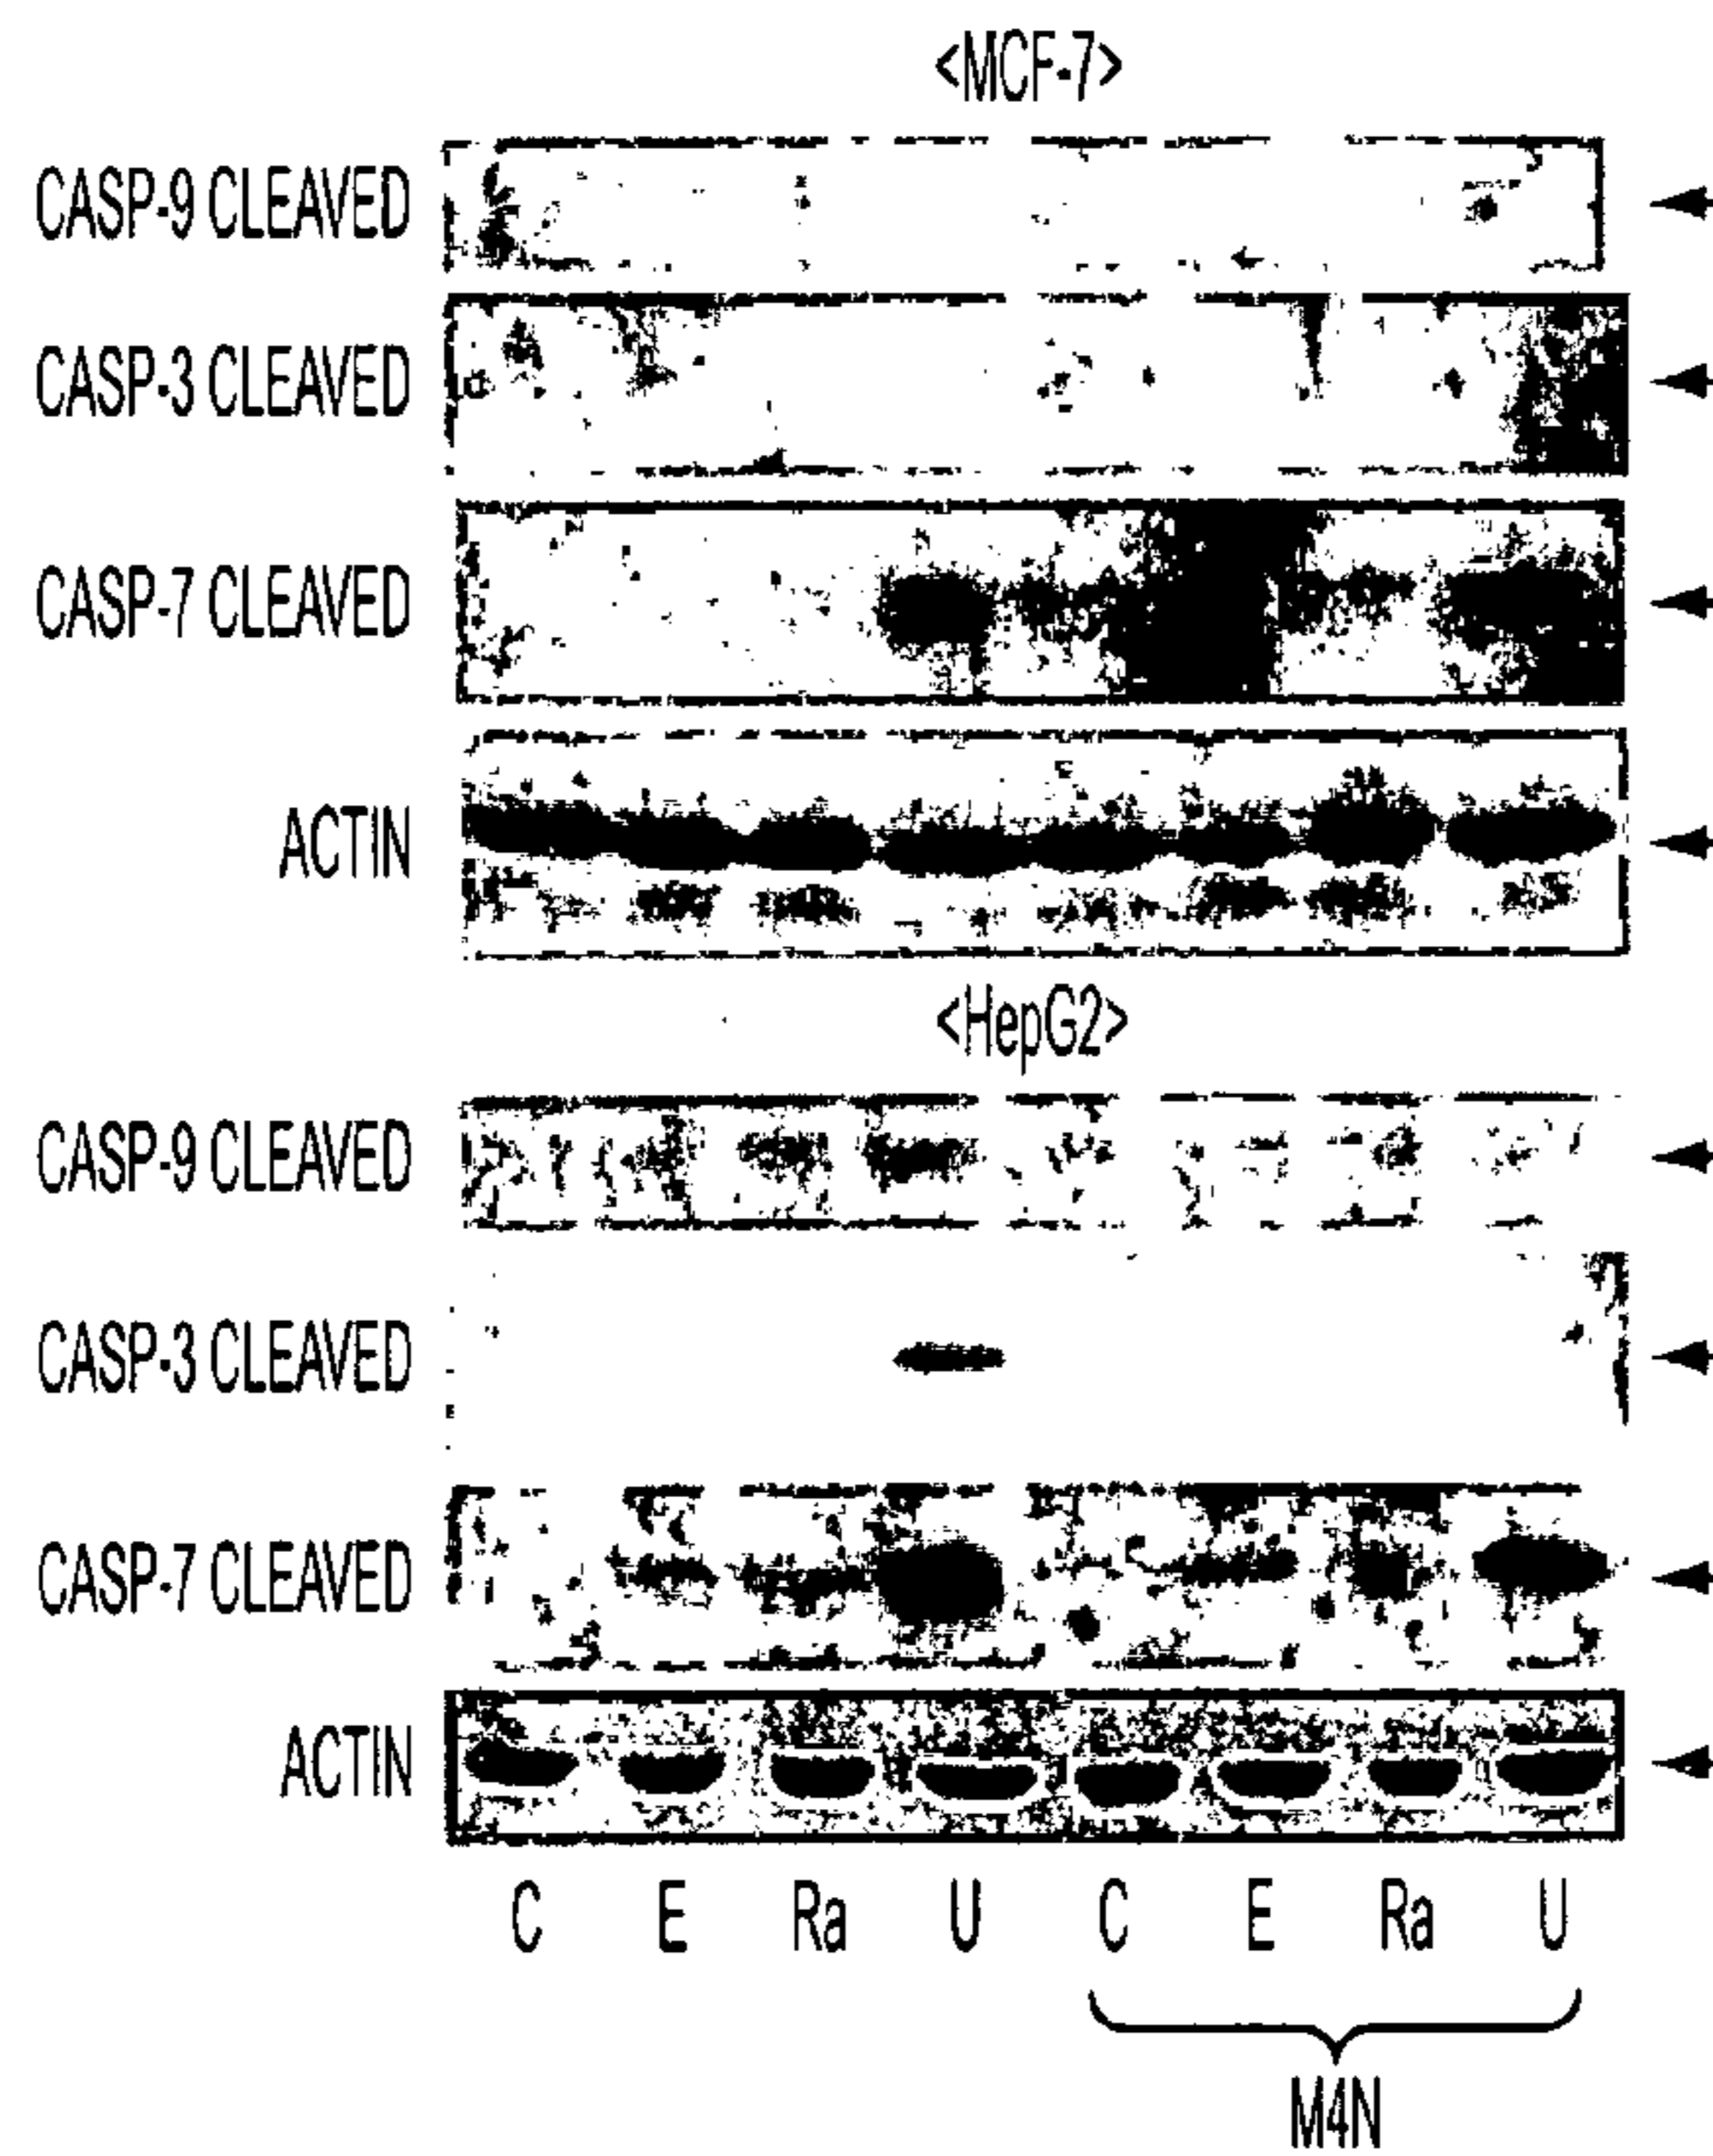 <MCF-7>
CASP-9 CLEAVED
CASP-3 CLEAVED
CASP-7 CLEAVED
ACTIN
<HepG2>
CASP-9 CLEAVED
CASP-3 CLEAVED
CASP-7 CLEAVED
ACTIN
C E Ra U C E Ra U
M4N